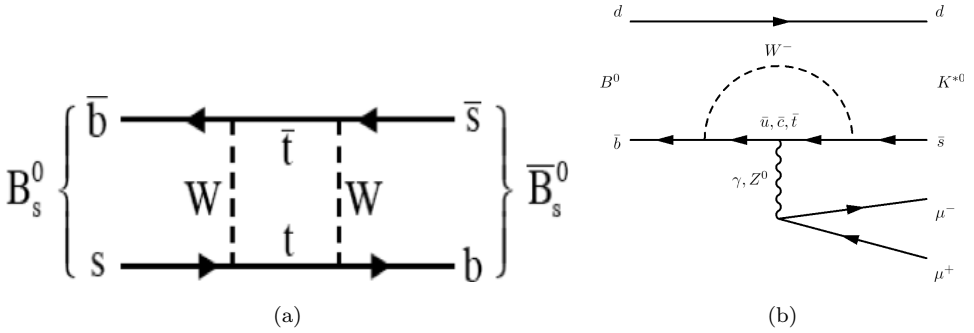 b̅ s̅
t̅
B⁰ₛ W W B̅⁰ₛ
t
s b
(a)
d d
W⁻
B⁰ K*⁰
ū, c̄, t̄
b̄ s̄
γ, Z⁰
μ⁻
μ⁺
(b)